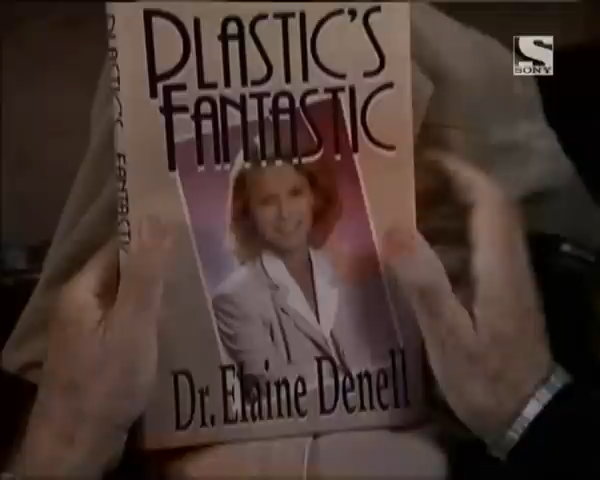 PLASTIC'S
FANTASTIC
PLASTIC'S FANTASTIC
S
SONY
Dr. Elaine Denell